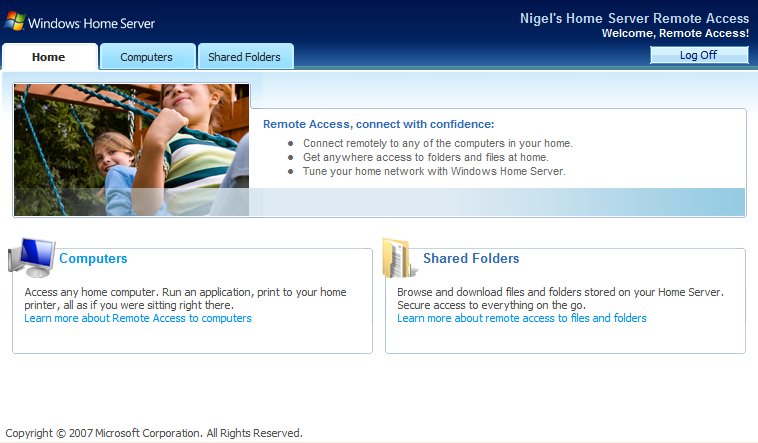 Windows Home Server
Nigel's Home Server Remote Access
Welcome, Remote Access!
Home
Computers
Shared Folders
Log Off
Remote Access, connect with confidence:
Connect remotely to any of the computers in your home.
Get anywhere access to folders and files at home.
Tune your home network with Windows Home Server.
Computers
Access any home computer. Run an application, print to your home
printer, all as if you were sitting right there.
Learn more about Remote Access to computers
Shared Folders
Browse and download files and folders stored on your Home Server.
Secure access to everything on the go.
Learn more about remote access to files and folders
Copyright © 2007 Microsoft Corporation. All Rights Reserved.